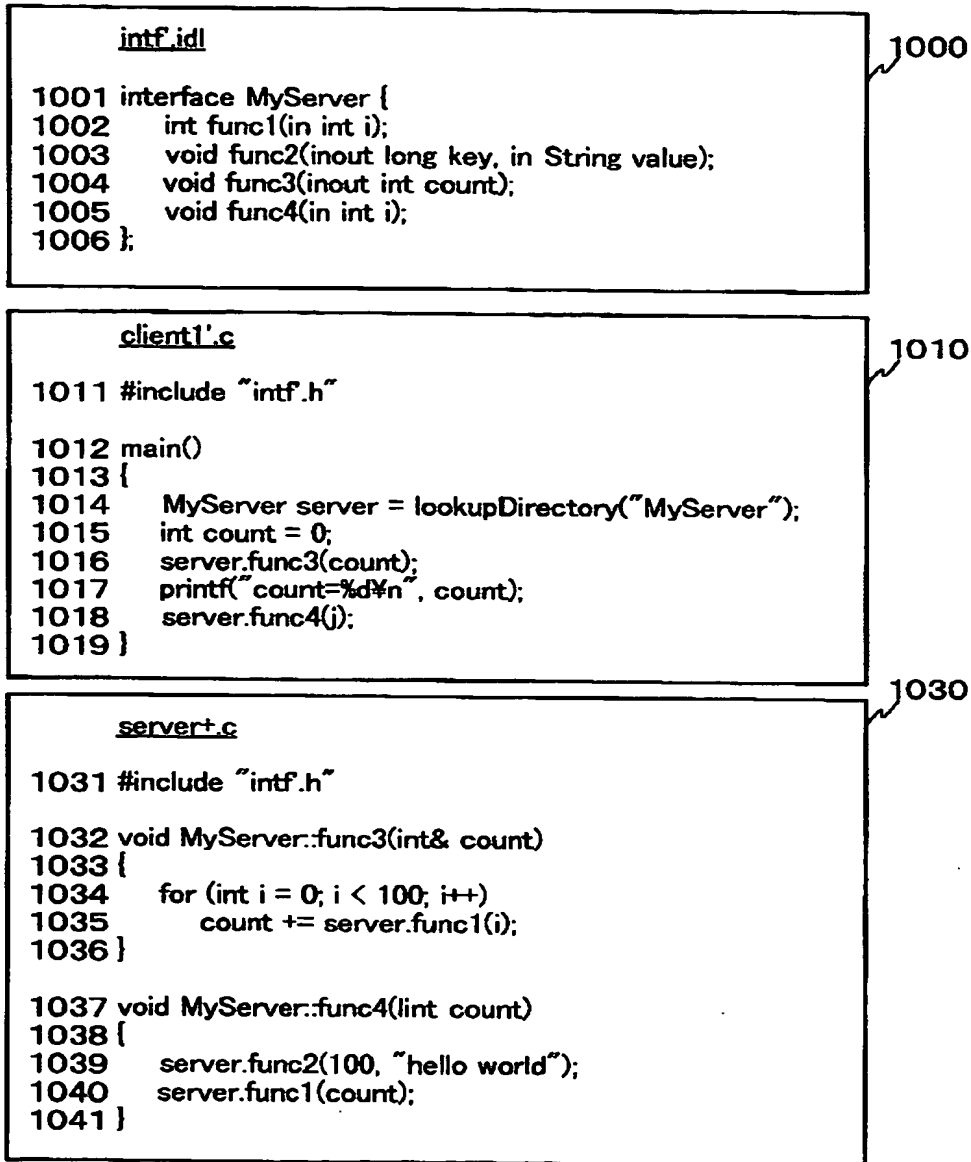 intf'.idl
1000
1001 interface MyServer {
1002 int func1(in int i);
1003 void func2(inout long key, in String value);
1004 void func3(inout int count);
1005 void func4(in int i);
1006 };
client1'.c
1010
1011 #include "intf'.h"
1012 main()
1013 {
1014 MyServer server = lookupDirectory("MyServer");
1015 int count = 0;
1016 server.func3(count);
1017 printf("count=%d¥n", count);
1018 server.func4(j);
1019 }
1030
server+.c
1031 #include "intf'.h"
1032 void MyServer::func3(int& count)
1033 {
1034 for (int i = 0; i < 100; i++)
1035 count += server.func1(i);
1036 }
1037 void MyServer::func4(lint count)
1038 {
1039 server.func2(100, "hello world");
1040 server.func1(count);
1041 }